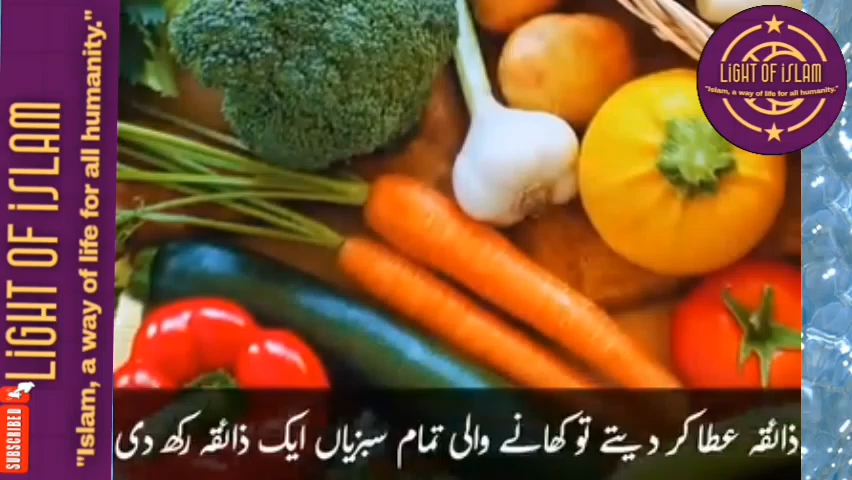 LiGHT OF iSLAM
"Islam, a way of life for all humanity."
LiGHT OF iSLAM
"Islam, a way of life for all humanity."
SUBSCRIBED
ذائقہ عطا کر دیتے تو کھانے والی تمام سبزیاں ایک ذائقہ رکھ دی